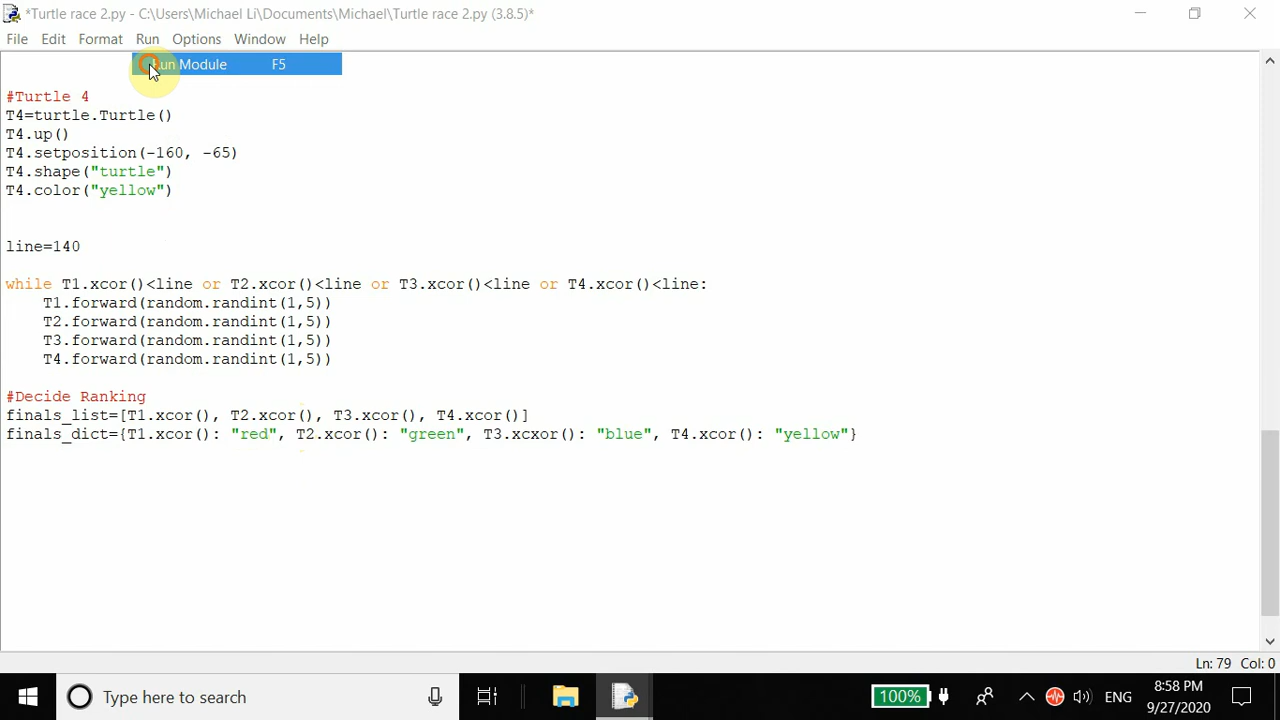 *Turtle race 2.py - C:\Users\Michael Li\Documents\Michael\Turtle race 2.py (3.8.5)*
File Edit Format Run Options Window Help
Run Module F5
#Turtle 4
T4=turtle.Turtle()
T4.up()
T4.setposition(-160, -65)
T4.shape("turtle")
T4.color("yellow")
line=140
while T1.xcor()<line or T2.xcor()<line or T3.xcor()<line or T4.xcor()<line:
    T1.forward(random.randint(1,5))
    T2.forward(random.randint(1,5))
    T3.forward(random.randint(1,5))
    T4.forward(random.randint(1,5))
#Decide Ranking
finals_list=[T1.xcor(), T2.xcor(), T3.xcor(), T4.xcor()]
finals_dict={T1.xcor(): "red", T2.xcor(): "green", T3.xcxor(): "blue", T4.xcor(): "yellow"}
Ln: 79 Col: 0
Type here to search
100%
ENG
8:58 PM
9/27/2020